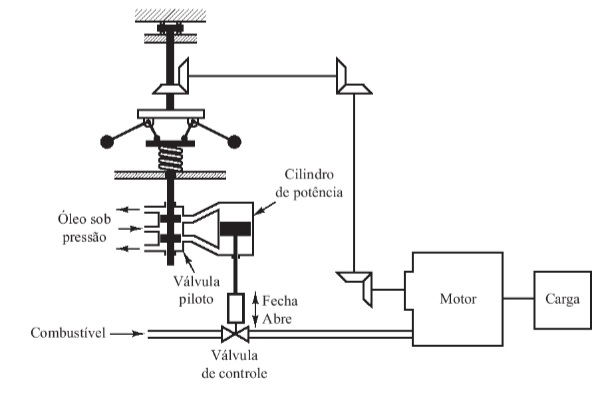 Cilindro
de potência
Óleo sob
pressão
Válvula
piloto
Fecha
Abre
Motor
Carga
Combustível
Válvula
de controle